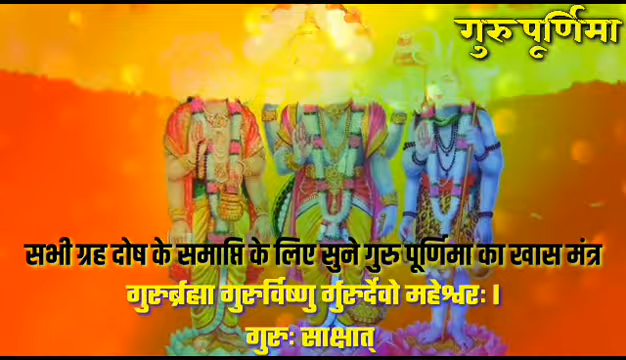 गुरु पूर्णिमा
सभी ग्रह दोष के समाप्ति के लिए सुने गुरु पूर्णिमा का खास मंत्र
गुरुर्ब्रह्मा गुरुर्विष्णु र्गुरुर्देवो महेश्वरः ।
गुरुः साक्षात्